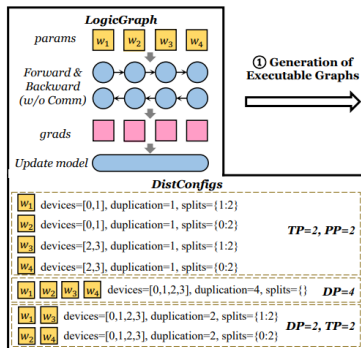 LogicGraph
params
w1 w2 w3 w4
Forward &
Backward
(w/o Comm)
grads
Update model
① Generation of
Executable Graphs
DistConfigs
w1 devices=[0,1], duplication=1, splits={1:2}
w2 devices=[0,1], duplication=1, splits={0:2}
w3 devices=[2,3], duplication=1, splits={1:2}
w4 devices=[2,3], duplication=1, splits={0:2}
TP=2, PP=2
w1 w2 w3 w4 devices=[0,1,2,3], duplication=4, splits={} DP=4
w1 w3 devices=[0,1,2,3], duplication=2, splits={1:2}
w2 w4 devices=[0,1,2,3], duplication=2, splits={0:2}
DP=2, TP=2